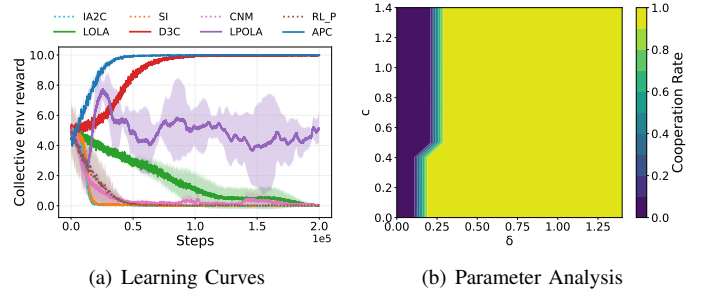 IA2C SI CNM RL_P
LOLA D3C LPOLA APC
Collective env reward
10.0
8.0
6.0
4.0
2.0
0.0
0.0 0.5 1.0 1.5 2.0
Steps 1e5
(a) Learning Curves
c
1.4
1.2
1.0
0.8
0.6
0.4
0.2
0.0
0.00 0.25 0.50 0.75 1.00 1.25
δ
1.0
0.8
0.6
0.4
0.2
0.0
Cooperation Rate
(b) Parameter Analysis